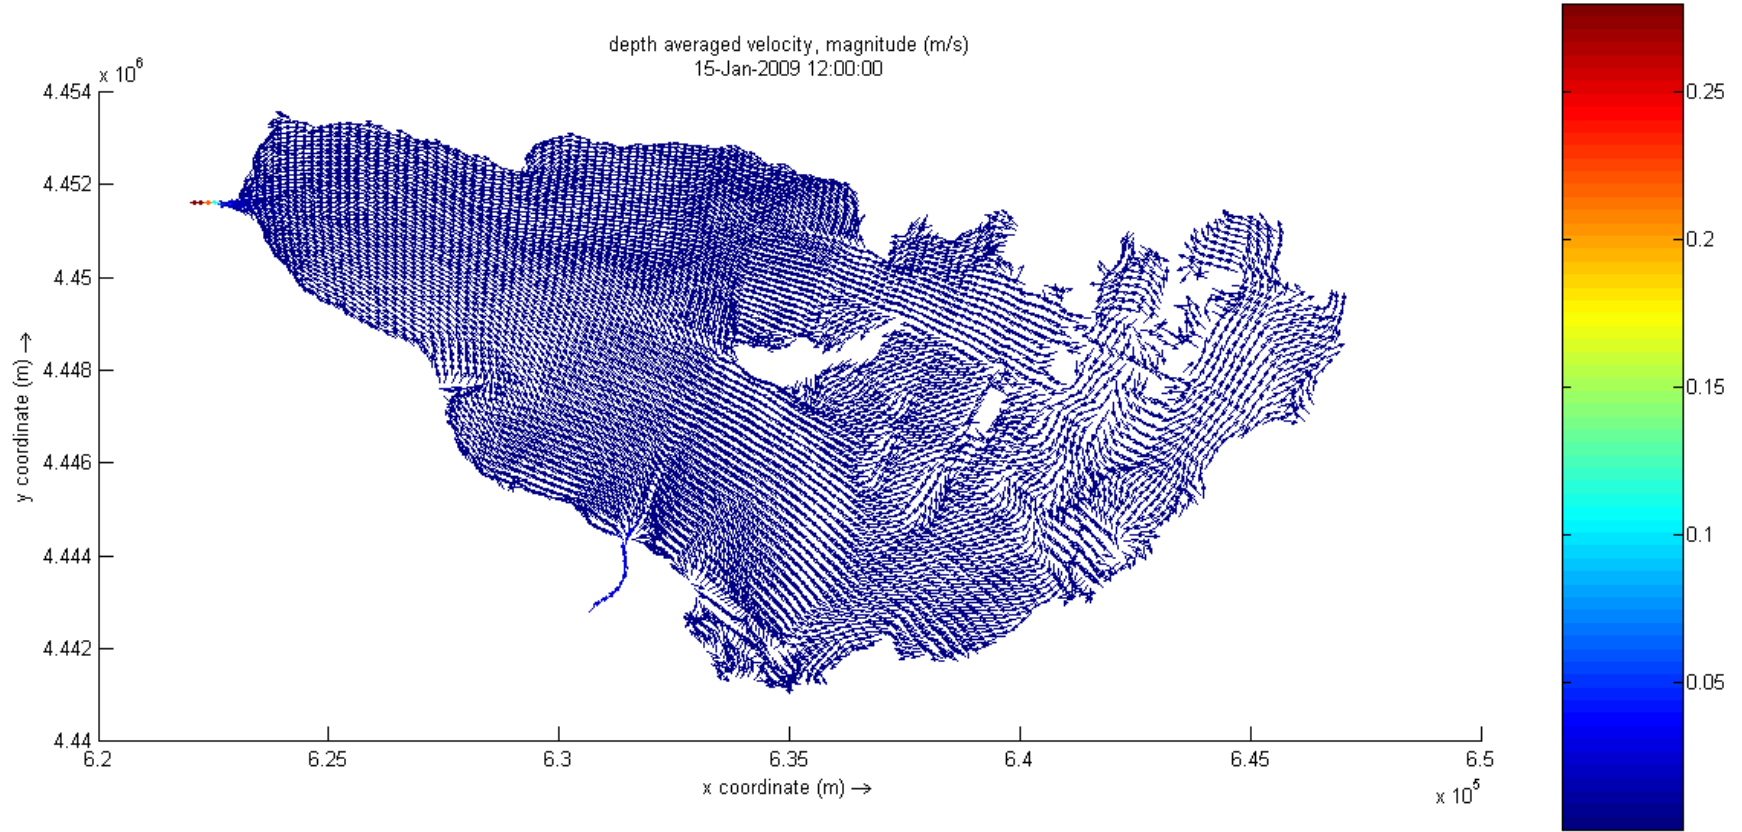 depth averaged velocity, magnitude (m/s)
15-Jan-2009 12:00:00
x 10^6
4.454
4.452
4.45
4.448
4.446
4.444
4.442
4.44
y coordinate (m) →
6.2 6.25 6.3 6.35 6.4 6.45 6.5
x coordinate (m) →
x 10^5
0.25
0.2
0.15
0.1
0.05